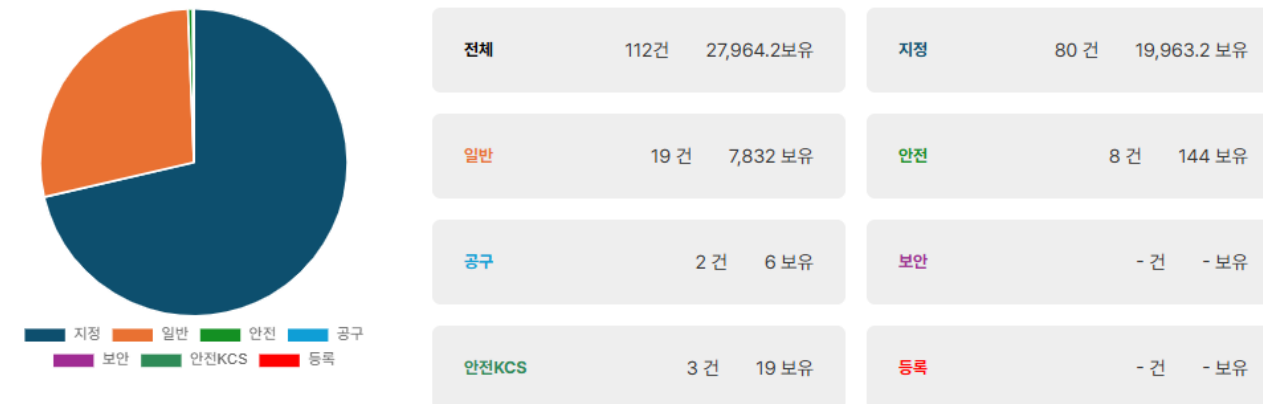 전체 112건 27,964.2보유
지정 80 건 19,963.2 보유
일반 19 건 7,832 보유
안전 8 건 144 보유
공구 2 건 6 보유
보안 - 건 - 보유
안전KCS 3 건 19 보유
등록 - 건 - 보유
지정 일반 안전 공구
보안 안전KCS 등록